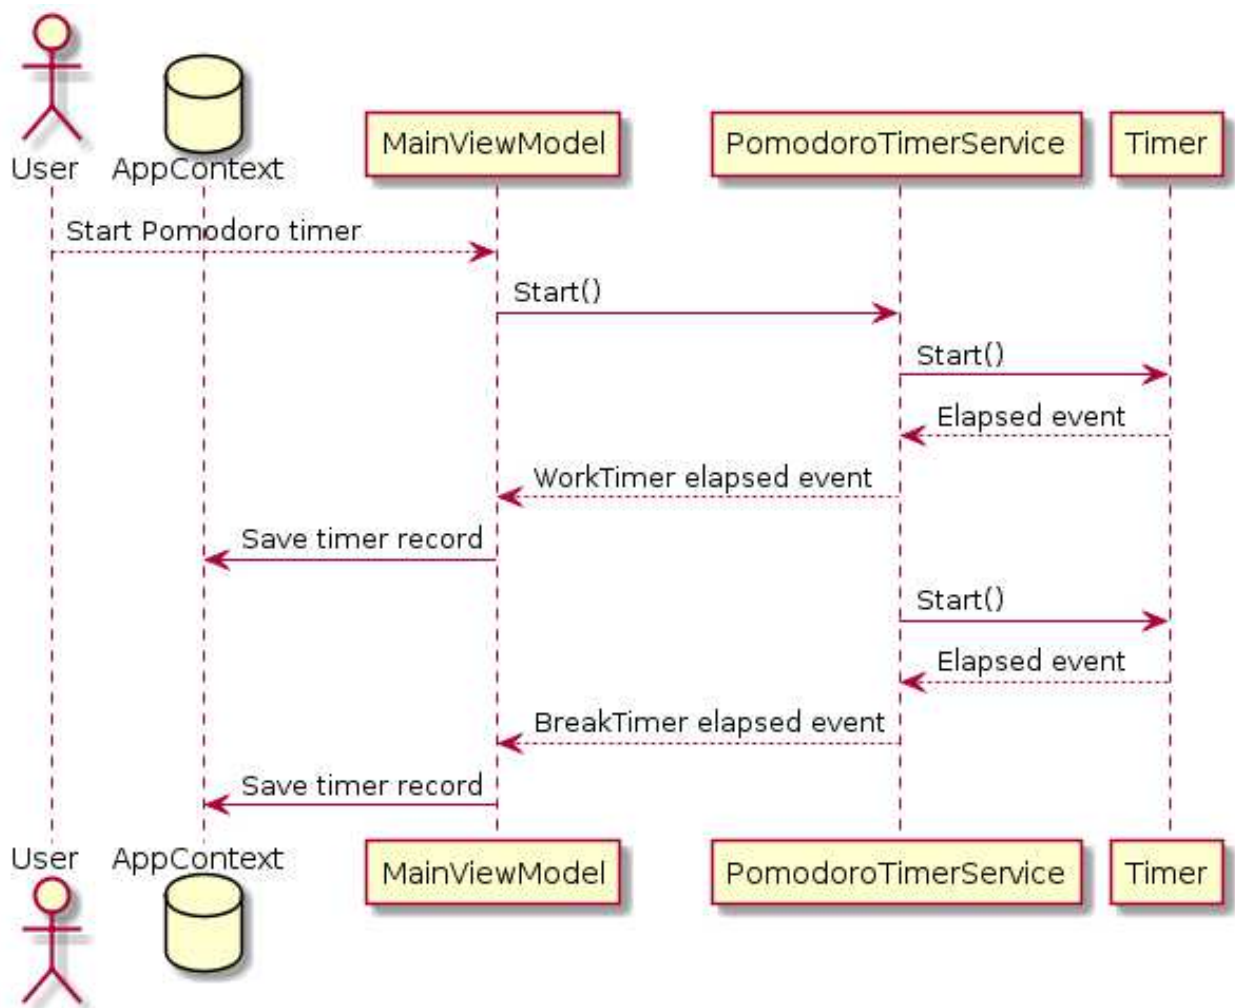 User
AppContext
MainViewModel
PomodoroTimerService
Timer
Start Pomodoro timer
Start()
Start()
Elapsed event
WorkTimer elapsed event
Save timer record
Start()
Elapsed event
BreakTimer elapsed event
Save timer record
User
AppContext
MainViewModel
PomodoroTimerService
Timer